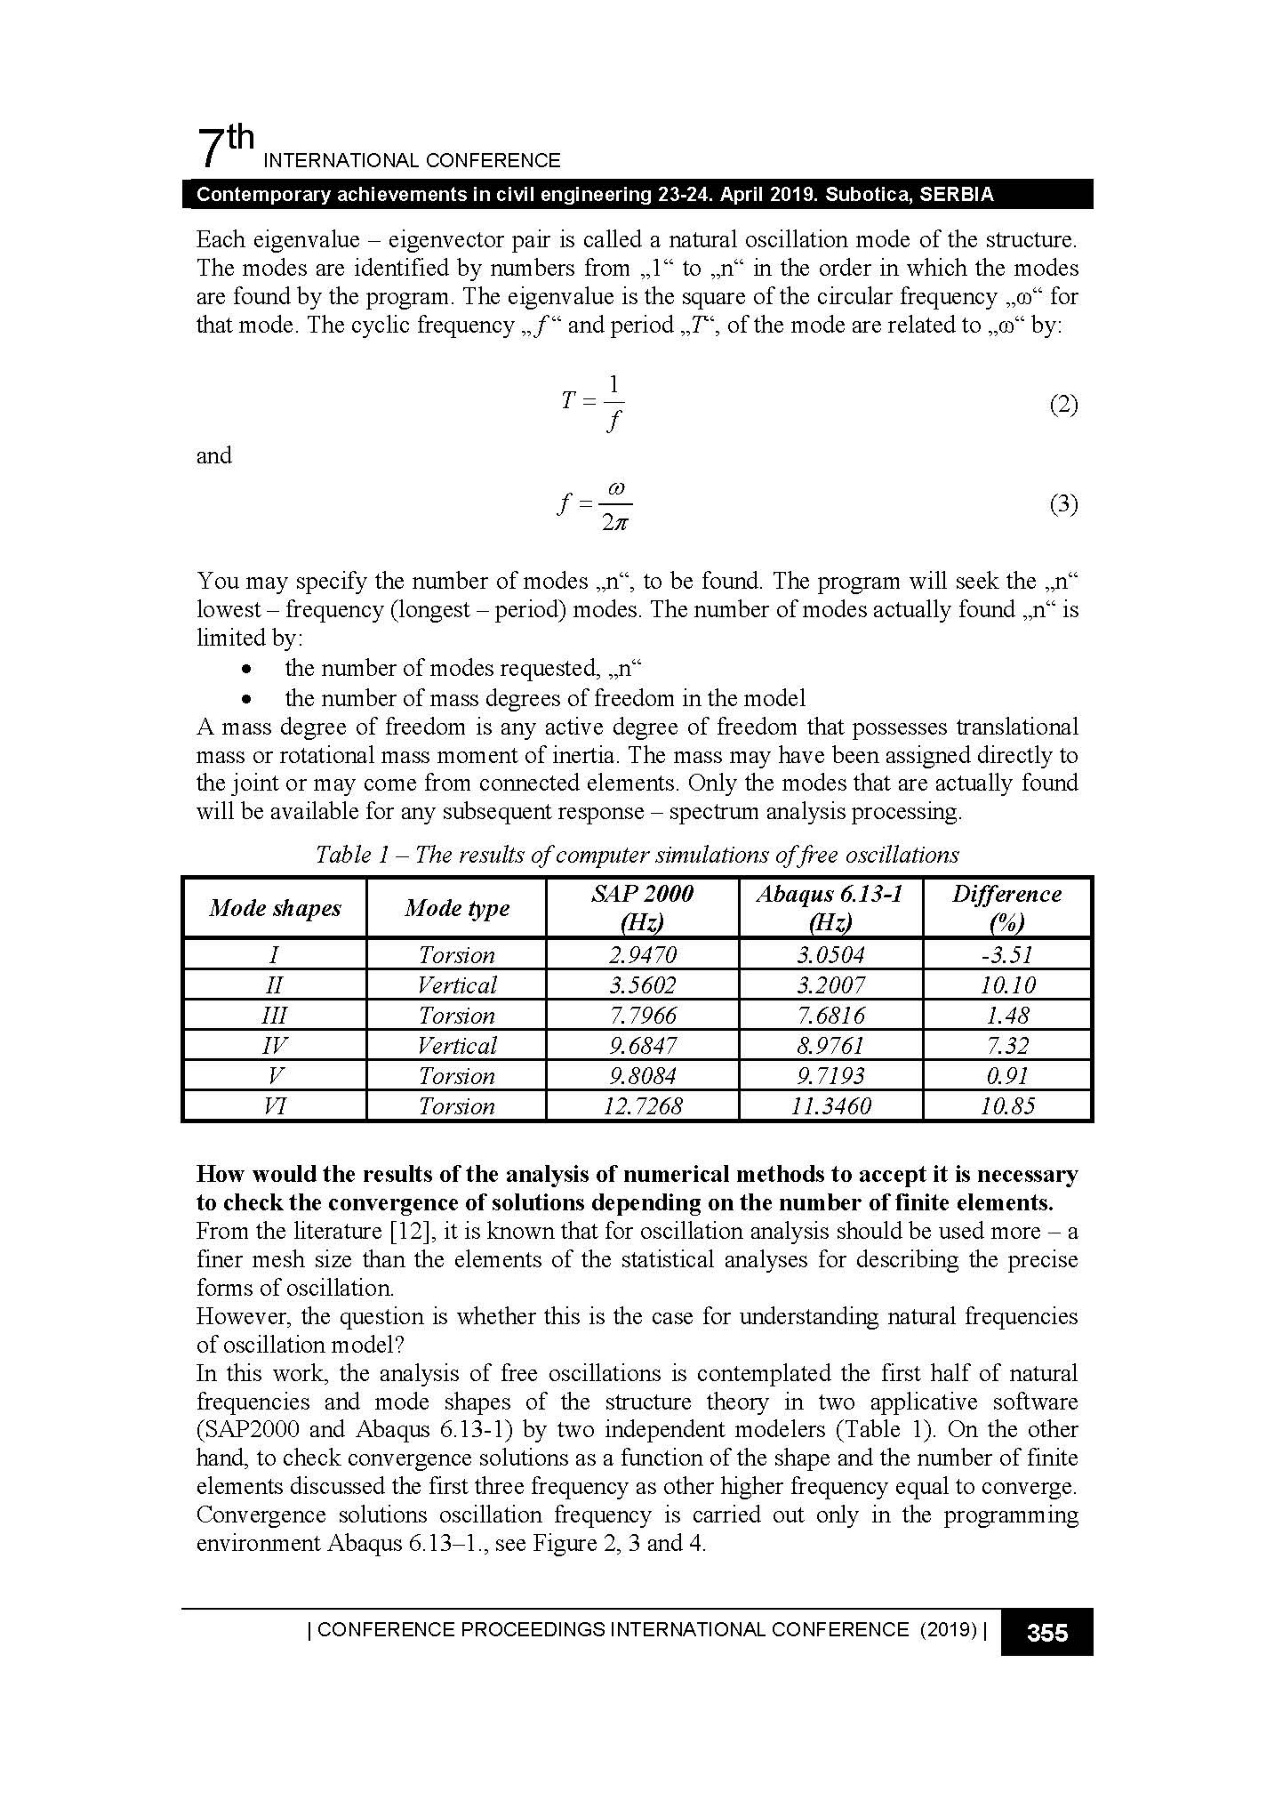 7th INTERNATIONAL CONFERENCE
Contemporary achievements in civil engineering 23-24. April 2019. Subotica, SERBIA
Each eigenvalue – eigenvector pair is called a natural oscillation mode of the structure.
The modes are identified by numbers from „1“ to „n“ in the order in which the modes
are found by the program. The eigenvalue is the square of the circular frequency „ω“ for
that mode. The cyclic frequency „f“ and period „T“, of the mode are related to „ω“ by:
T = 1/f (2)
and
f = ω/2π (3)
You may specify the number of modes „n“, to be found. The program will seek the „n“
lowest – frequency (longest – period) modes. The number of modes actually found „n“ is
limited by:
• the number of modes requested, „n“
• the number of mass degrees of freedom in the model
A mass degree of freedom is any active degree of freedom that possesses translational
mass or rotational mass moment of inertia. The mass may have been assigned directly to
the joint or may come from connected elements. Only the modes that are actually found
will be available for any subsequent response – spectrum analysis processing.
Table 1 – The results of computer simulations of free oscillations
Mode shapes Mode type SAP 2000 (Hz) Abaqus 6.13-1 (Hz) Difference (%)
I Torsion 2.9470 3.0504 -3.51
II Vertical 3.5602 3.2007 10.10
III Torsion 7.7966 7.6816 1.48
IV Vertical 9.6847 8.9761 7.32
V Torsion 9.8084 9.7193 0.91
VI Torsion 12.7268 11.3460 10.85
How would the results of the analysis of numerical methods to accept it is necessary
to check the convergence of solutions depending on the number of finite elements.
From the literature [12], it is known that for oscillation analysis should be used more – a
finer mesh size than the elements of the statistical analyses for describing the precise
forms of oscillation.
However, the question is whether this is the case for understanding natural frequencies
of oscillation model?
In this work, the analysis of free oscillations is contemplated the first half of natural
frequencies and mode shapes of the structure theory in two applicative software
(SAP2000 and Abaqus 6.13-1) by two independent modelers (Table 1). On the other
hand, to check convergence solutions as a function of the shape and the number of finite
elements discussed the first three frequency as other higher frequency equal to converge.
Convergence solutions oscillation frequency is carried out only in the programming
environment Abaqus 6.13–1., see Figure 2, 3 and 4.
| CONFERENCE PROCEEDINGS INTERNATIONAL CONFERENCE (2019) | 355